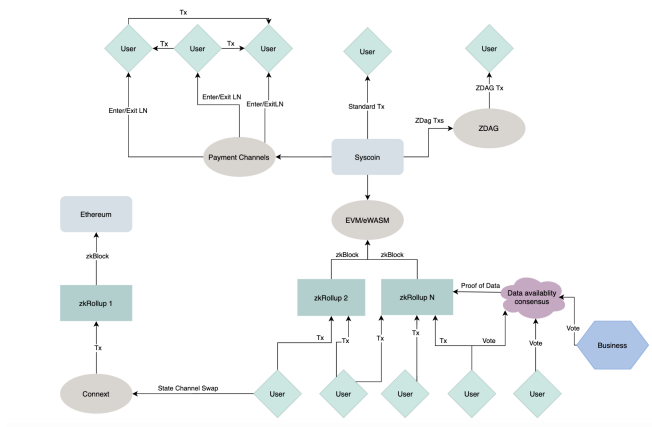 Tx
User
Tx
User
Tx
User
User
User
Enter/Exit LN
Enter/Exit LN
Enter/ExitLN
Standard Tx
ZDAG Tx
ZDag Txs
ZDAG
Payment Channels
Syscoin
Ethereum
EVM/eWASM
zkBlock
zkBlock
zkBlock
zkRollup 1
zkRollup 2
zkRollup N
Proof of Data
Data availablity
consensus
Tx
Tx
Tx
Tx
Tx
Tx
Vote
Vote
Vote
Business
Connext
State Channel Swap
User
User
User
User
User